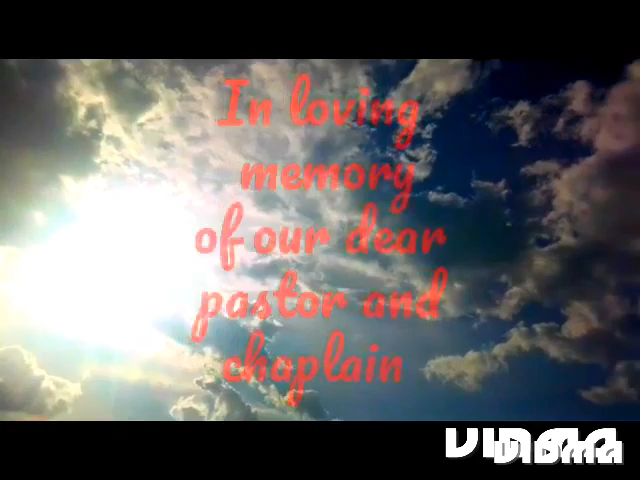 In loving
memory
of our dear
pastor and
chaplain